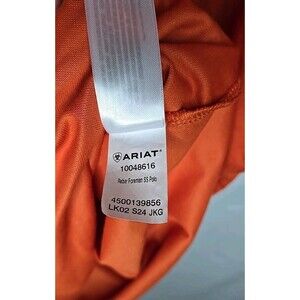 ARIAT
10048616
Rebar Foreman SS Polo
4500139856
LK02 S24 JKG